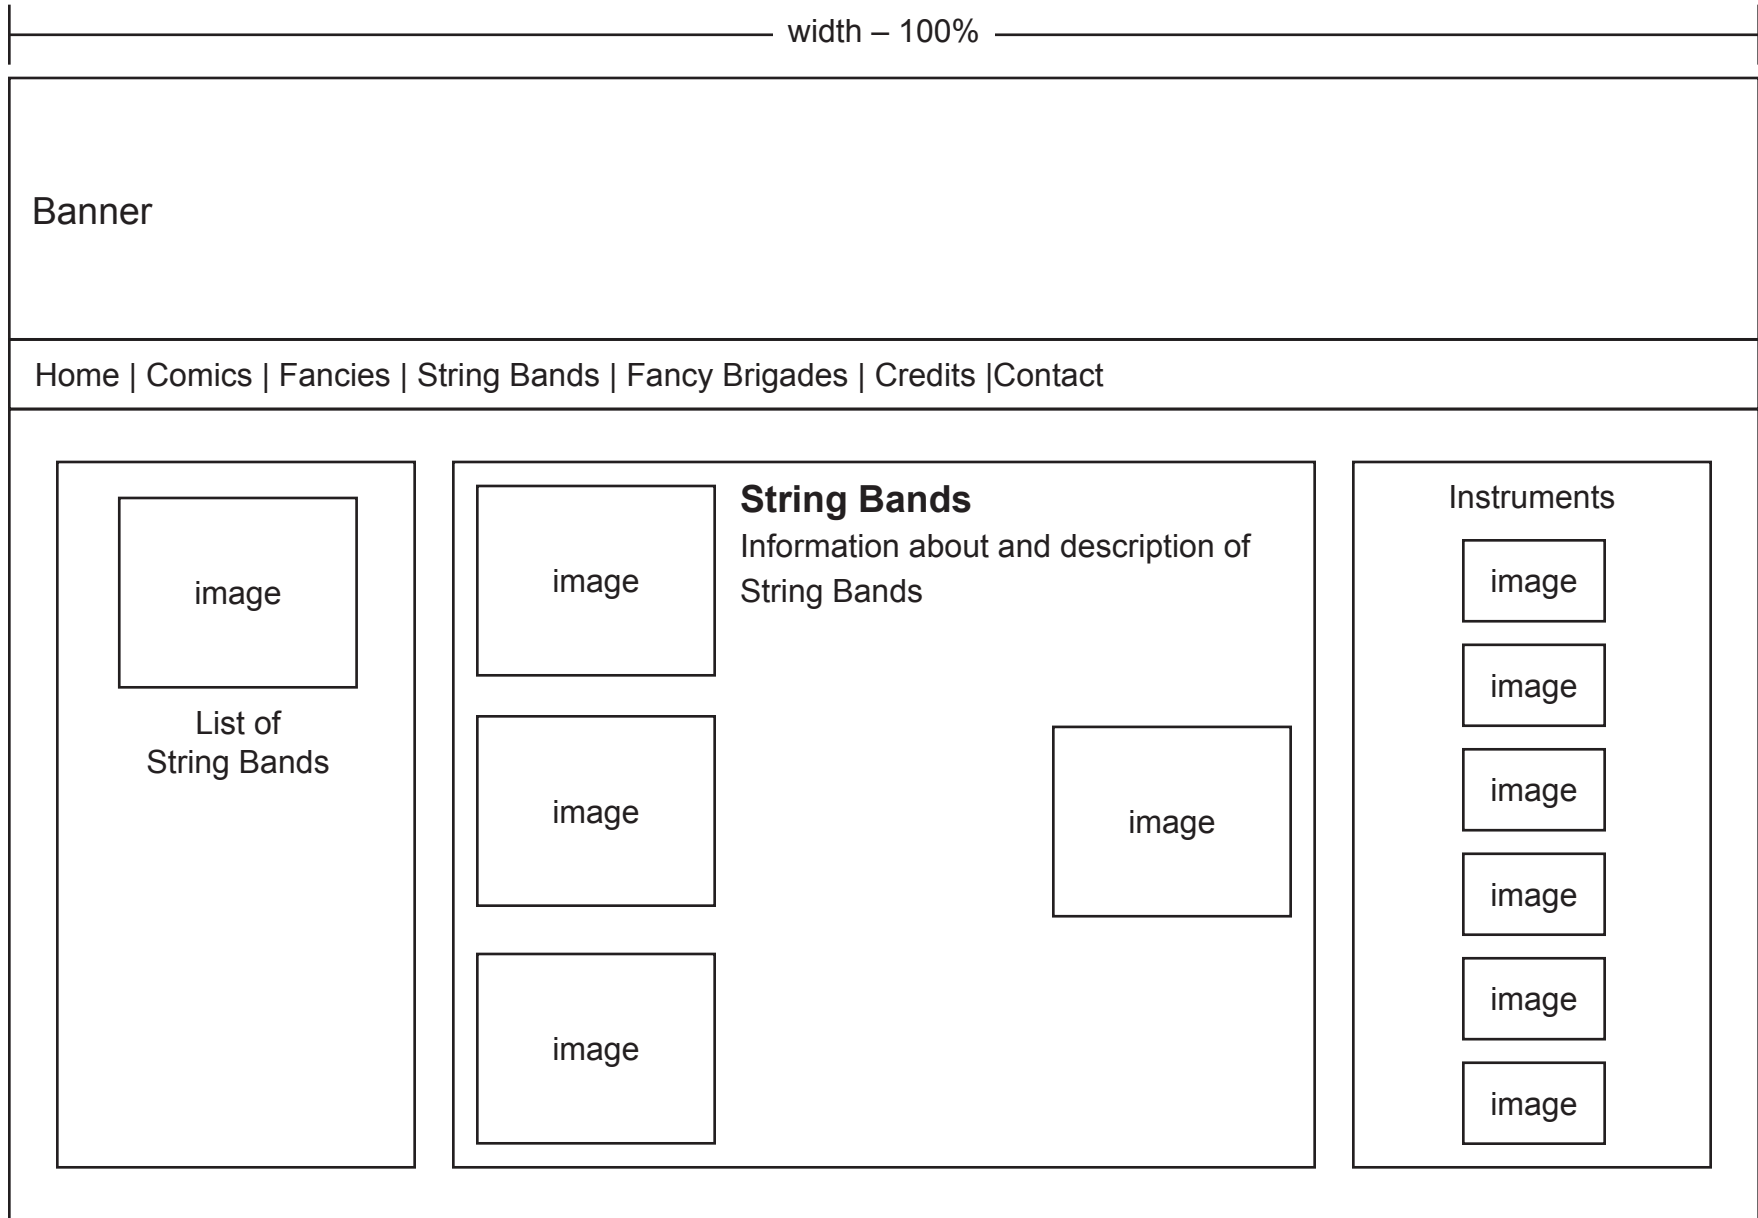 width – 100%
Banner
Home | Comics | Fancies | String Bands | Fancy Brigades | Credits |Contact
image
List of
String Bands
image
String Bands
Information about and description of
String Bands
image
image
image
Instruments
image
image
image
image
image
image